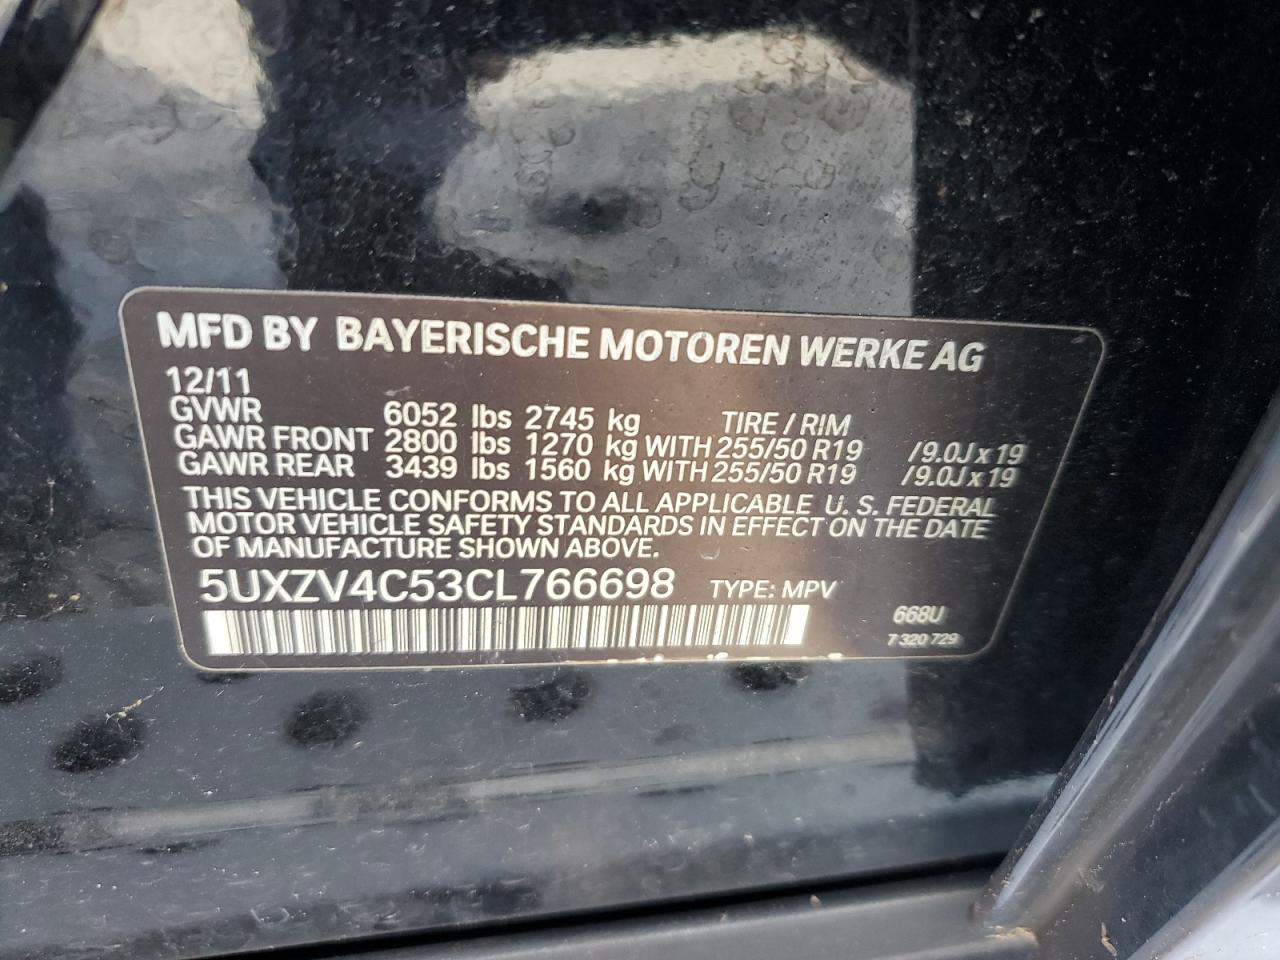 MFD BY BAYERISCHE MOTOREN WERKE AG
12/11
GVWR 6052 lbs 2745 kg TIRE / RIM
GAWR FRONT 2800 lbs 1270 kg WITH 255/50 R19 /9.0J x 19
GAWR REAR 3439 lbs 1560 kg WITH 255/50 R19 /9.0J x 19
THIS VEHICLE CONFORMS TO ALL APPLICABLE U. S. FEDERAL
MOTOR VEHICLE SAFETY STANDARDS IN EFFECT ON THE DATE
OF MANUFACTURE SHOWN ABOVE.
5UXZV4C53CL766698 TYPE: MPV
668U
7 320 729